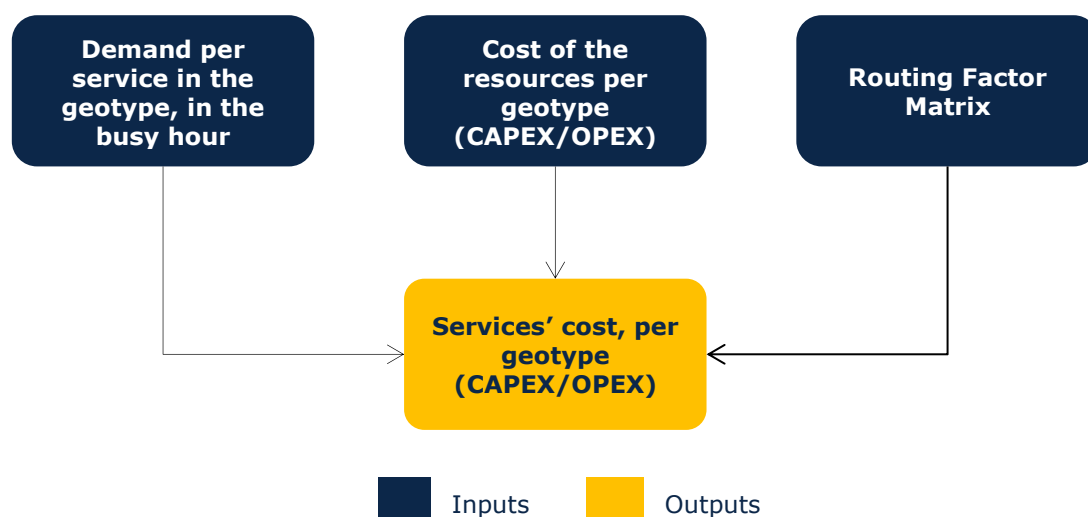 Demand per
service in the
geotype, in the
busy hour
Cost of the
resources per
geotype
(CAPEX/OPEX)
Routing Factor
Matrix
Services’ cost, per
geotype
(CAPEX/OPEX)
Inputs
Outputs